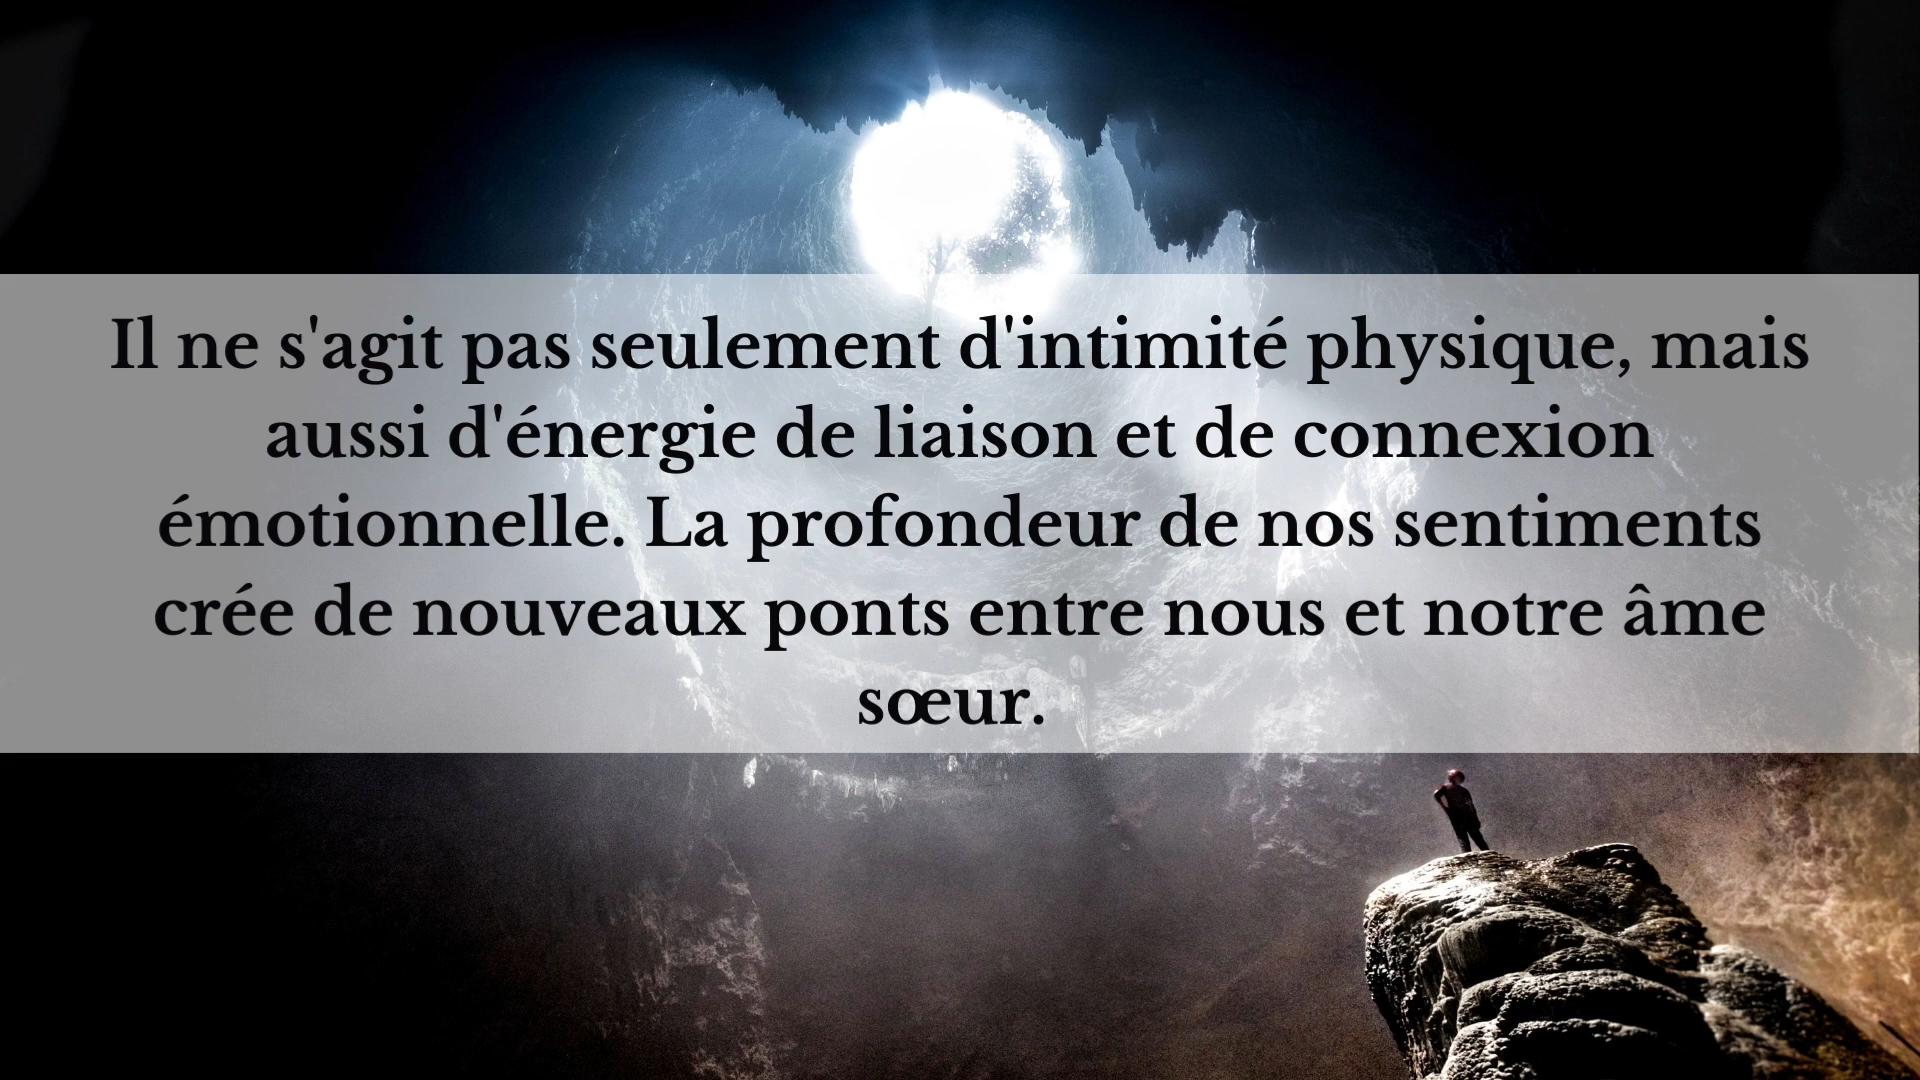 Il ne s'agit pas seulement d'intimité physique, mais
aussi d'énergie de liaison et de connexion
émotionnelle. La profondeur de nos sentiments
crée de nouveaux ponts entre nous et notre âme
sœur.